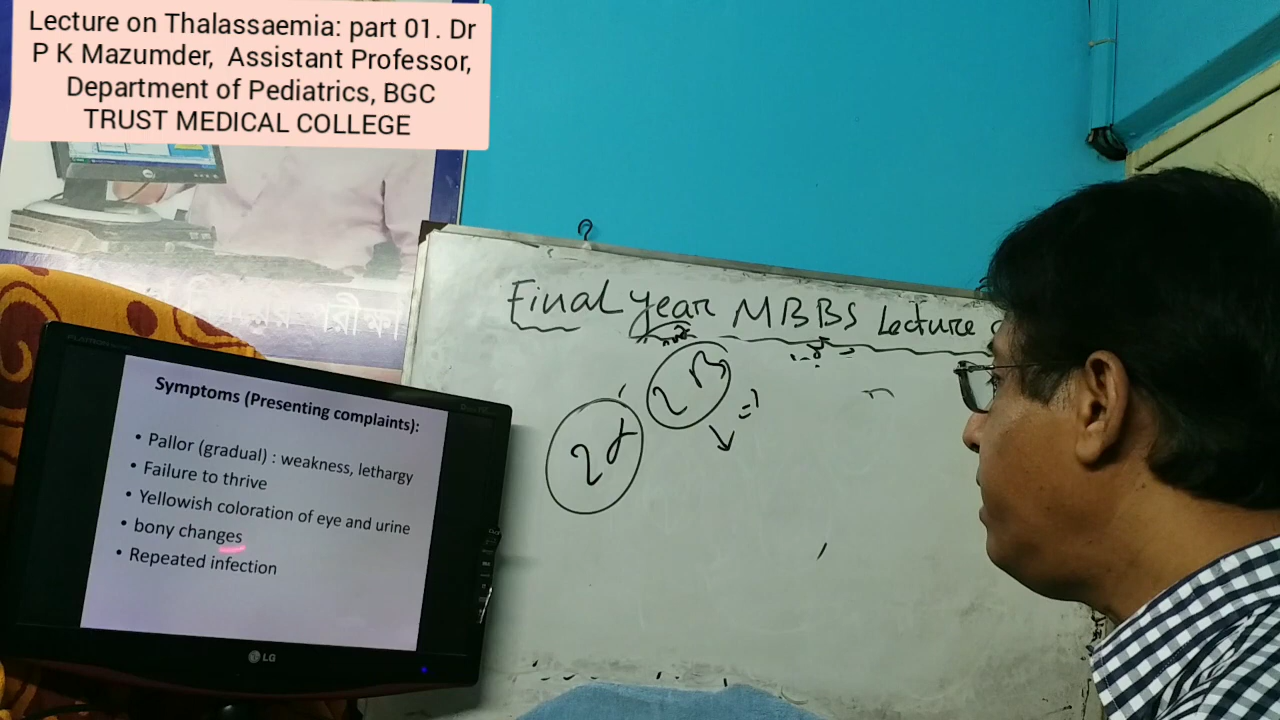 Lecture on Thalassaemia: part 01. Dr
P K Mazumder, Assistant Professor,
Department of Pediatrics, BGC
TRUST MEDICAL COLLEGE
Final year MBBS Lecture
Symptoms (Presenting complaints):
• Pallor (gradual) : weakness, lethargy
• Failure to thrive
• Yellowish coloration of eye and urine
• bony changes
• Repeated infection
2γ
LG